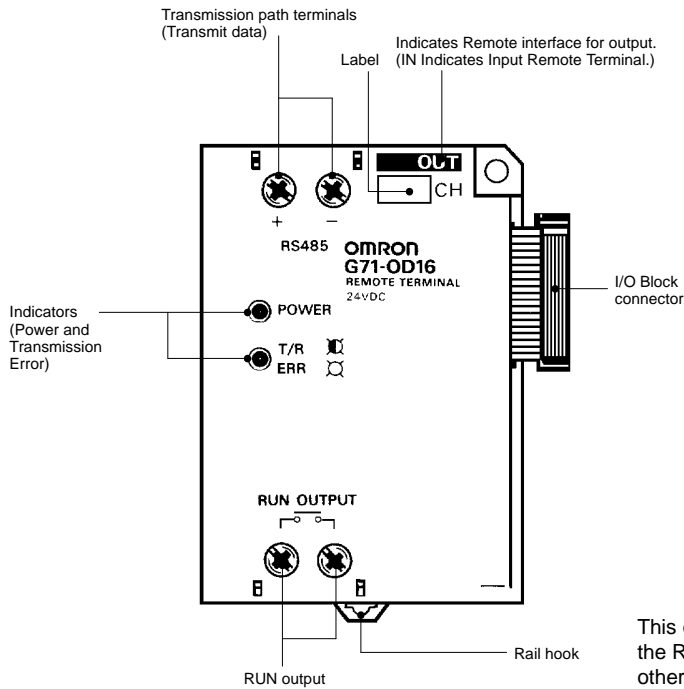 Transmission path terminals
(Transmit data)
Indicates Remote interface for output.
(IN Indicates Input Remote Terminal.)
Label
OUT
CH
+
−
RS485
OMRON
G71-OD16
REMOTE TERMINAL
24VDC
I/O Block
connector
Indicators
(Power and
Transmission
Error)
POWER
T/R
ERR
RUN OUTPUT
Rail hook
RUN output
This
the R
other